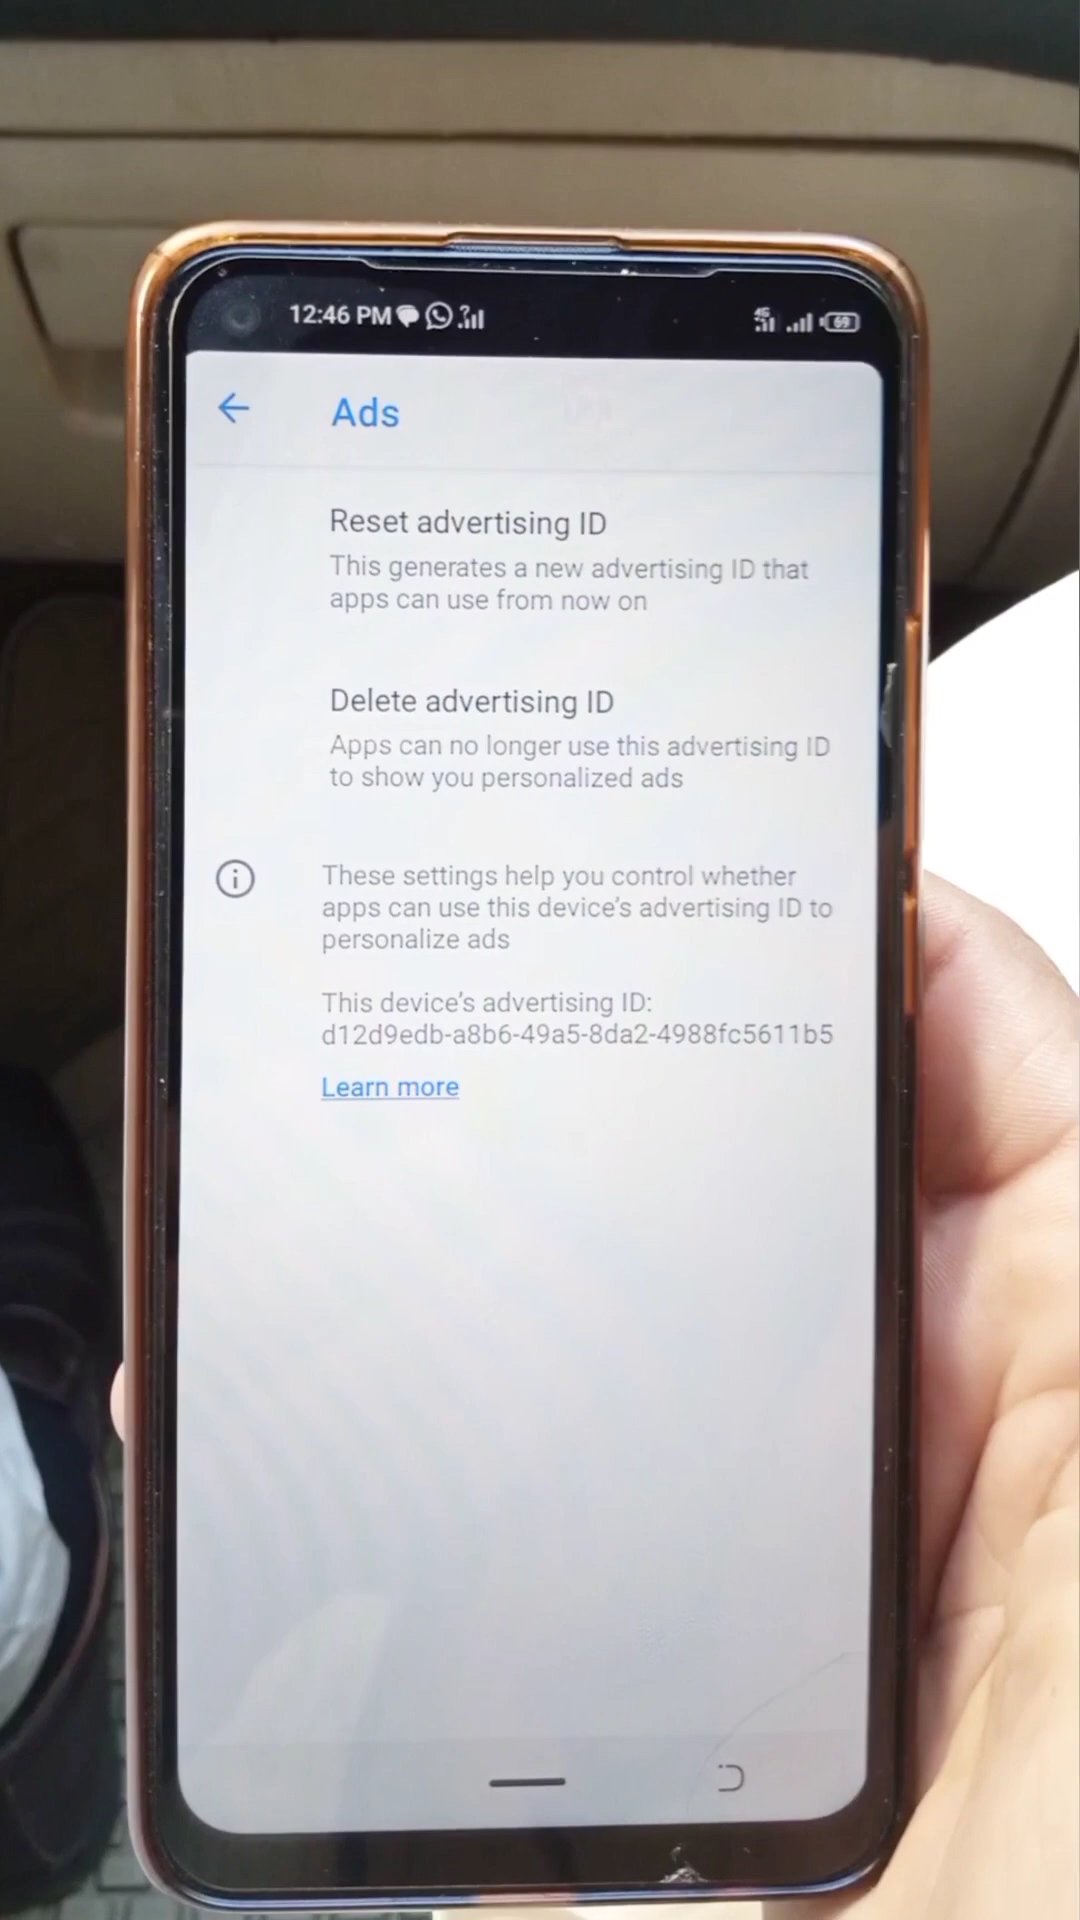 12:46 PM
4G 69
Ads
Reset advertising ID
This generates a new advertising ID that
apps can use from now on
Delete advertising ID
Apps can no longer use this advertising ID
to show you personalized ads
These settings help you control whether
apps can use this device's advertising ID to
personalize ads
This device's advertising ID:
d12d9edb-a8b6-49a5-8da2-4988fc5611b5
Learn more